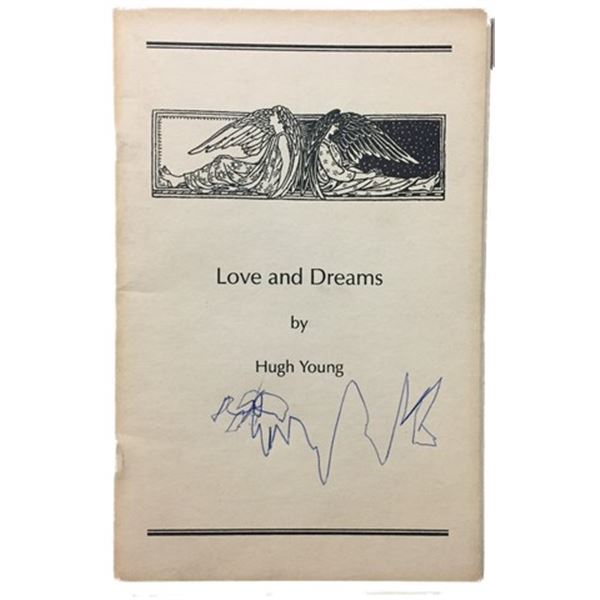 Love and Dreams
by
Hugh Young